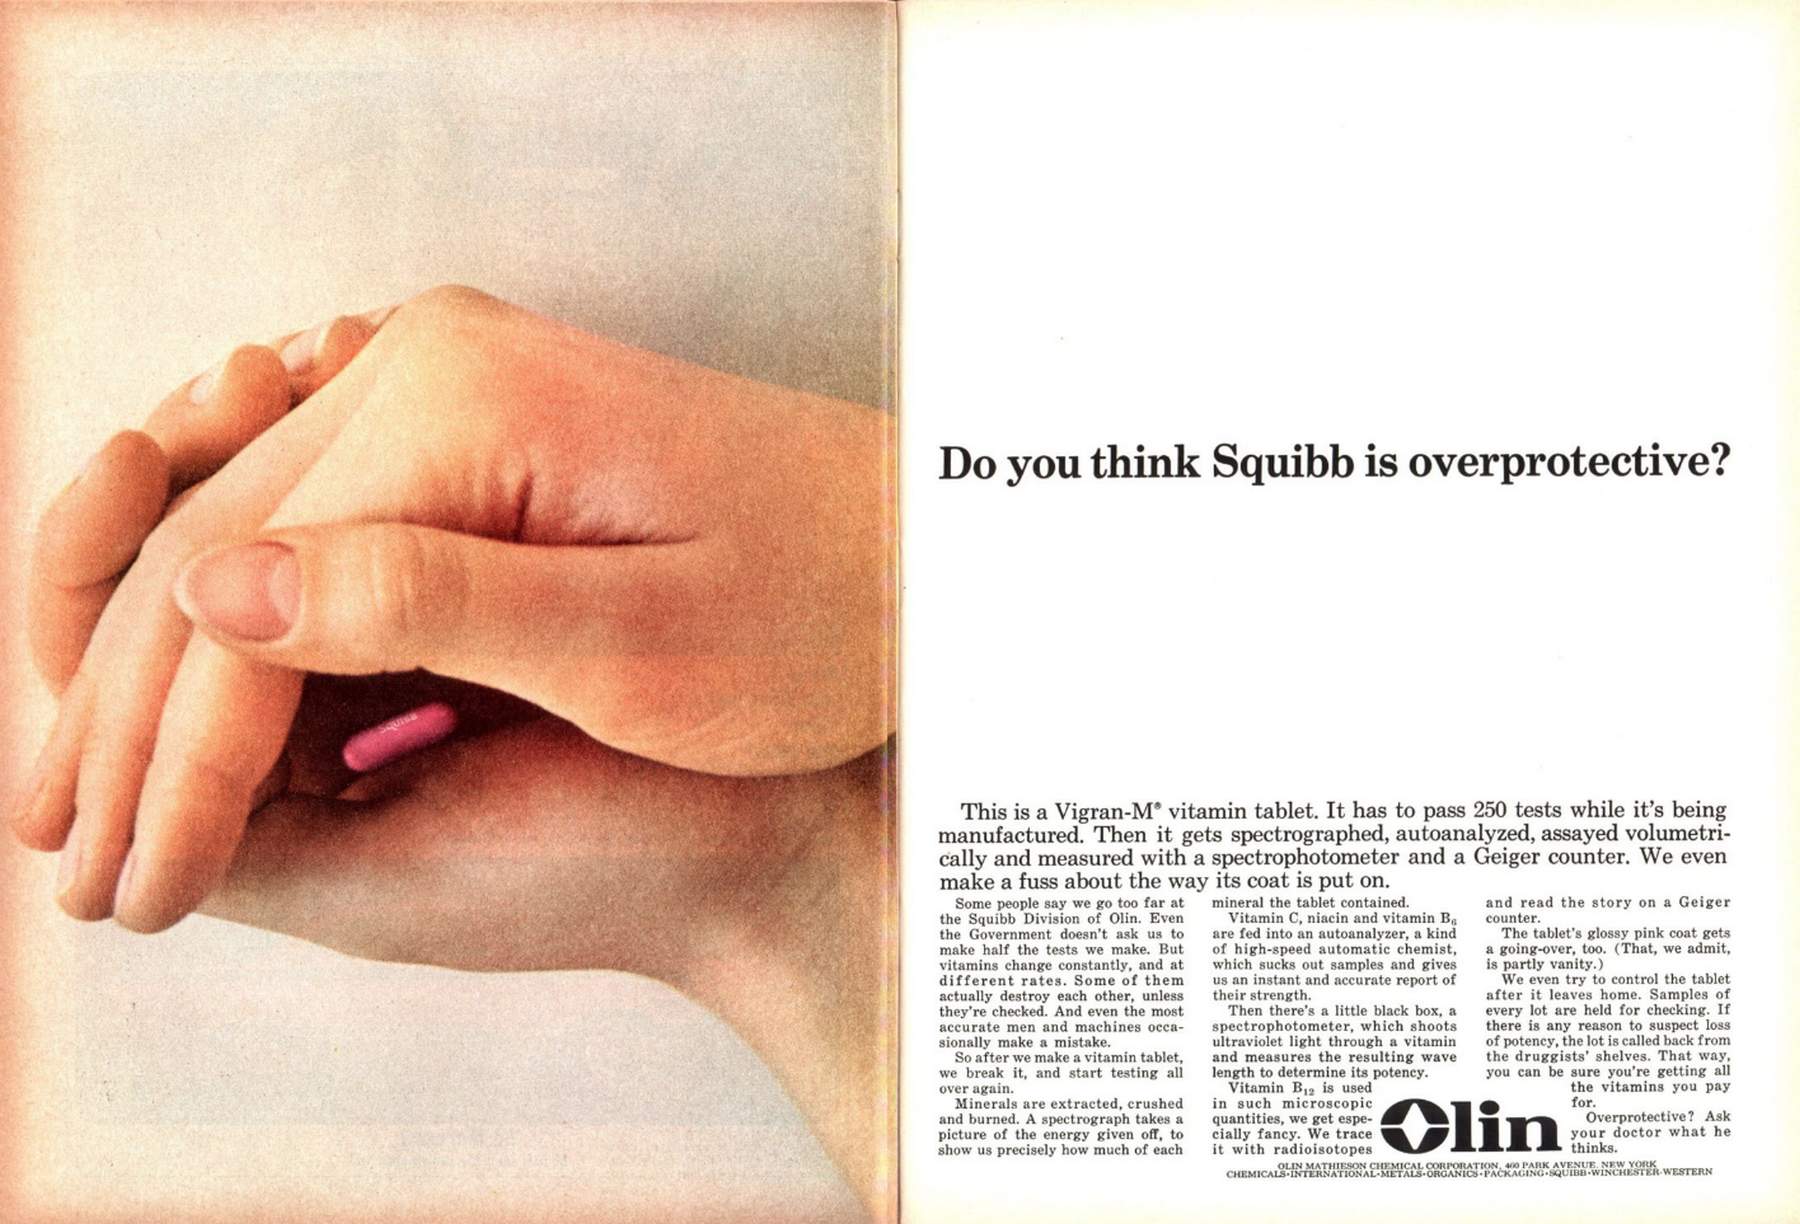 Squibb
Do you think Squibb is overprotective?
This is a Vigran-M® vitamin tablet. It has to pass 250 tests while it's being
manufactured. Then it gets spectrographed, autoanalyzed, assayed volumetri-
cally and measured with a spectrophotometer and a Geiger counter. We even
make a fuss about the way its coat is put on.
Some people say we go too far at
the Squibb Division of Olin. Even
the Government doesn't ask us to
make half the tests we make. But
vitamins change constantly, and at
different rates. Some of them
actually destroy each other, unless
they're checked. And even the most
accurate men and machines occa-
sionally make a mistake.
So after we make a vitamin tablet,
we break it, and start testing all
over again.
Minerals are extracted, crushed
and burned. A spectrograph takes a
picture of the energy given off, to
show us precisely how much of each
mineral the tablet contained.
Vitamin C, niacin and vitamin B₆
are fed into an autoanalyzer, a kind
of high-speed automatic chemist,
which sucks out samples and gives
us an instant and accurate report of
their strength.
Then there's a little black box, a
spectrophotometer, which shoots
ultraviolet light through a vitamin
and measures the resulting wave
length to determine its potency.
Vitamin B₁₂ is used
in such microscopic
quantities, we get espe-
cially fancy. We trace
it with radioisotopes
and read the story on a Geiger
counter.
The tablet's glossy pink coat gets
a going-over, too. (That, we admit,
is partly vanity.)
We even try to control the tablet
after it leaves home. Samples of
every lot are held for checking. If
there is any reason to suspect loss
of potency, the lot is called back from
the druggists' shelves. That way,
you can be sure you're getting all
the vitamins you pay
for.
Overprotective? Ask
your doctor what he
thinks.
Olin
OLIN MATHIESON CHEMICAL CORPORATION, 460 PARK AVENUE, NEW YORK
CHEMICALS•INTERNATIONAL•METALS•ORGANICS•PACKAGING•SQUIBB•WINCHESTER-WESTERN